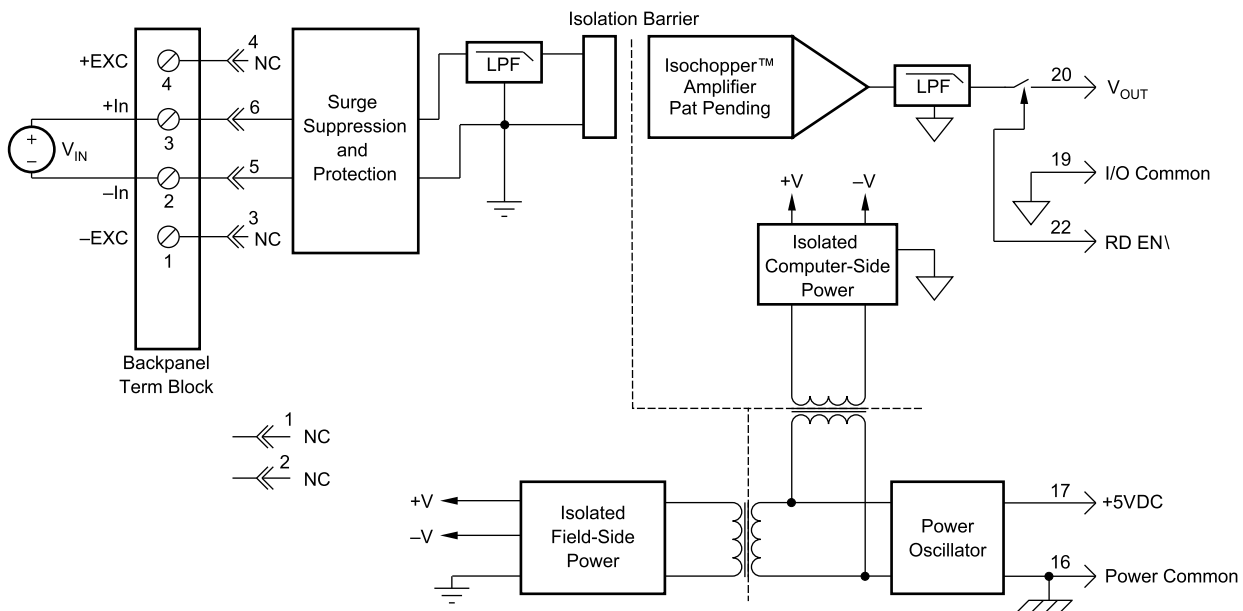 Isolation Barrier
+EXC
4
4
NC
+In
3
6
V_IN
+
–
–In
2
5
–EXC
1
3
NC
Backpanel
Term Block
Surge
Suppression
and
Protection
LPF
Isochopper™
Amplifier
Pat Pending
LPF
20
V_OUT
19
I/O Common
22
RD EN\
+V
–V
Isolated
Computer-Side
Power
1
NC
2
NC
+V
–V
Isolated
Field-Side
Power
Power
Oscillator
17
+5VDC
16
Power Common